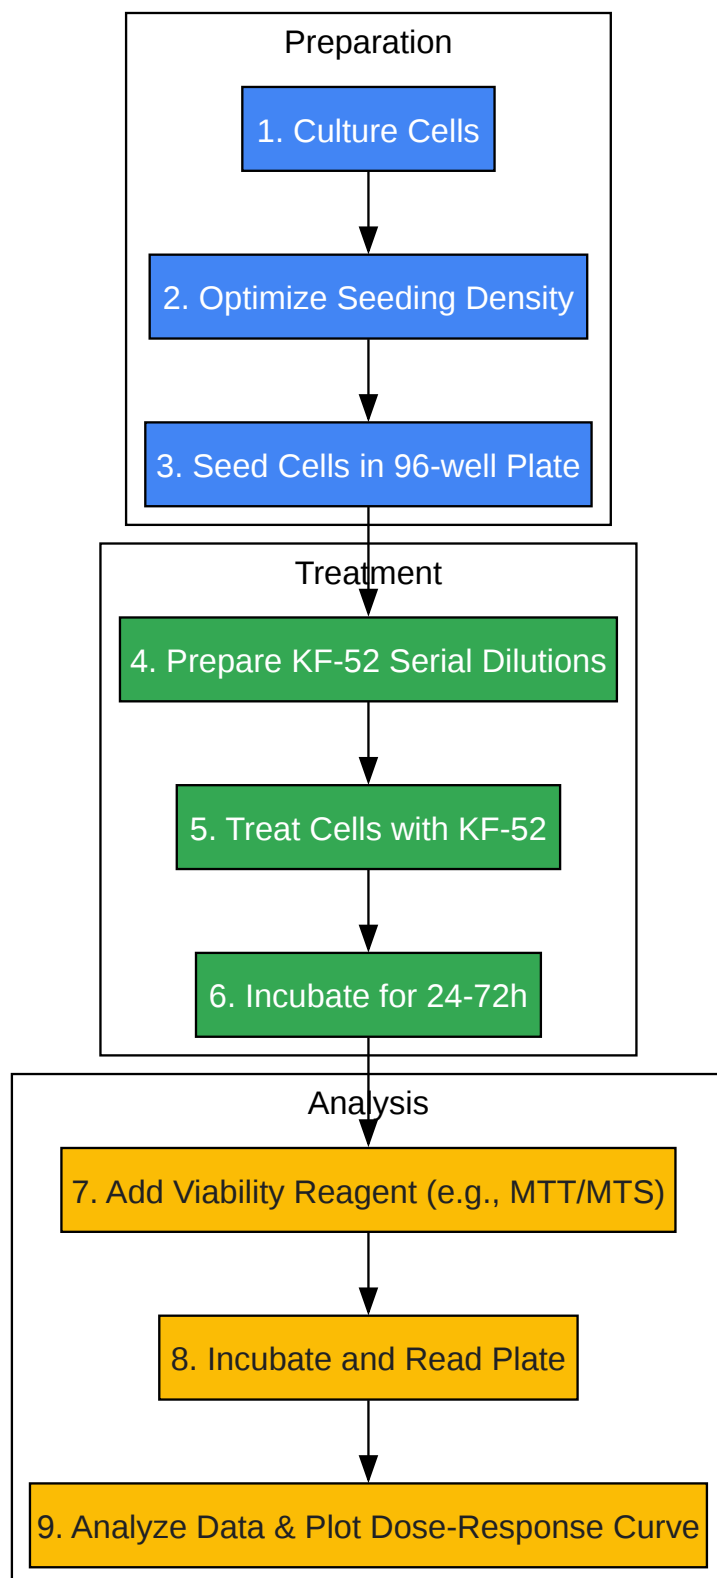 Preparation
1. Culture Cells
2. Optimize Seeding Density
3. Seed Cells in 96-well Plate
Treatment
4. Prepare KF-52 Serial Dilutions
5. Treat Cells with KF-52
6. Incubate for 24-72h
Analysis
7. Add Viability Reagent (e.g., MTT/MTS)
8. Incubate and Read Plate
9. Analyze Data & Plot Dose-Response Curve